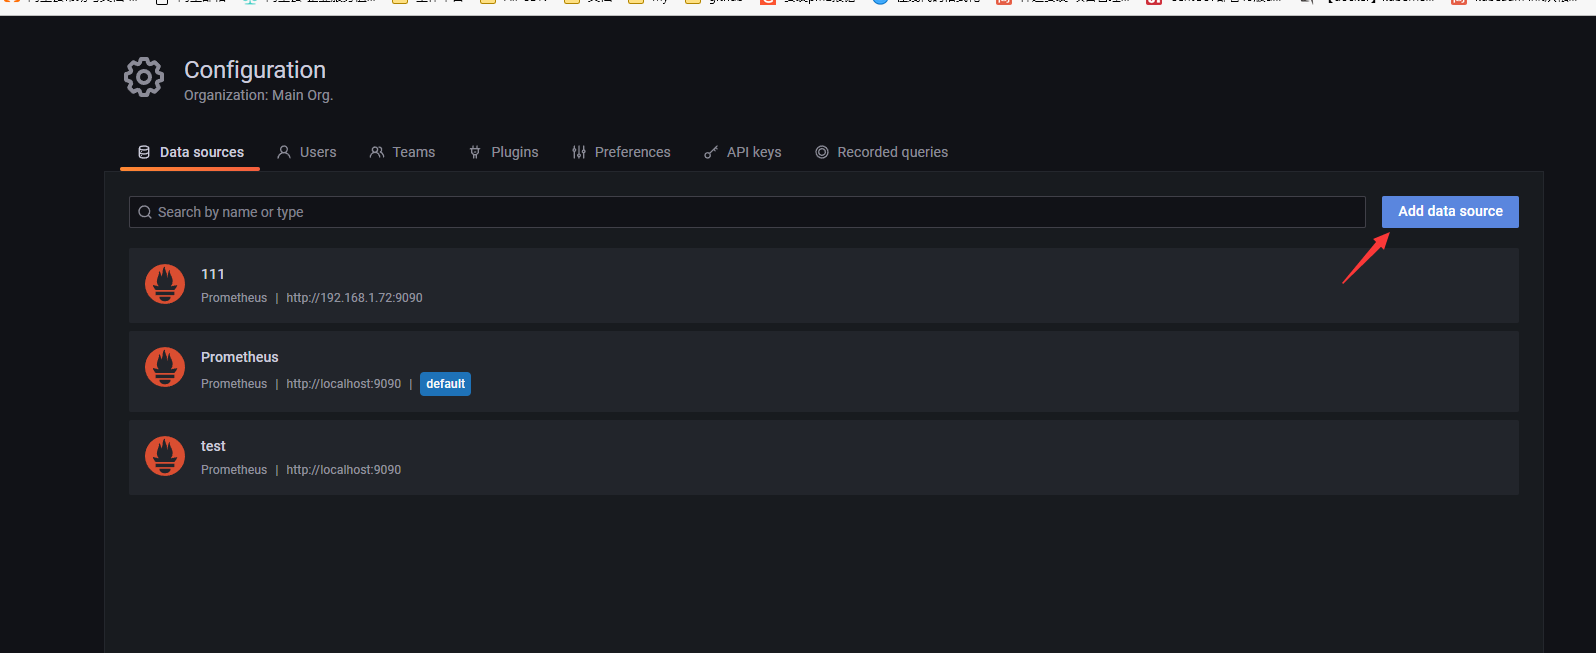 Configuration
Organization: Main Org.
Data sources Users Teams Plugins Preferences API keys Recorded queries
Search by name or type
Add data source
111
Prometheus | http://192.168.1.72:9090
Prometheus
Prometheus | http://localhost:9090 | default
test
Prometheus | http://localhost:9090